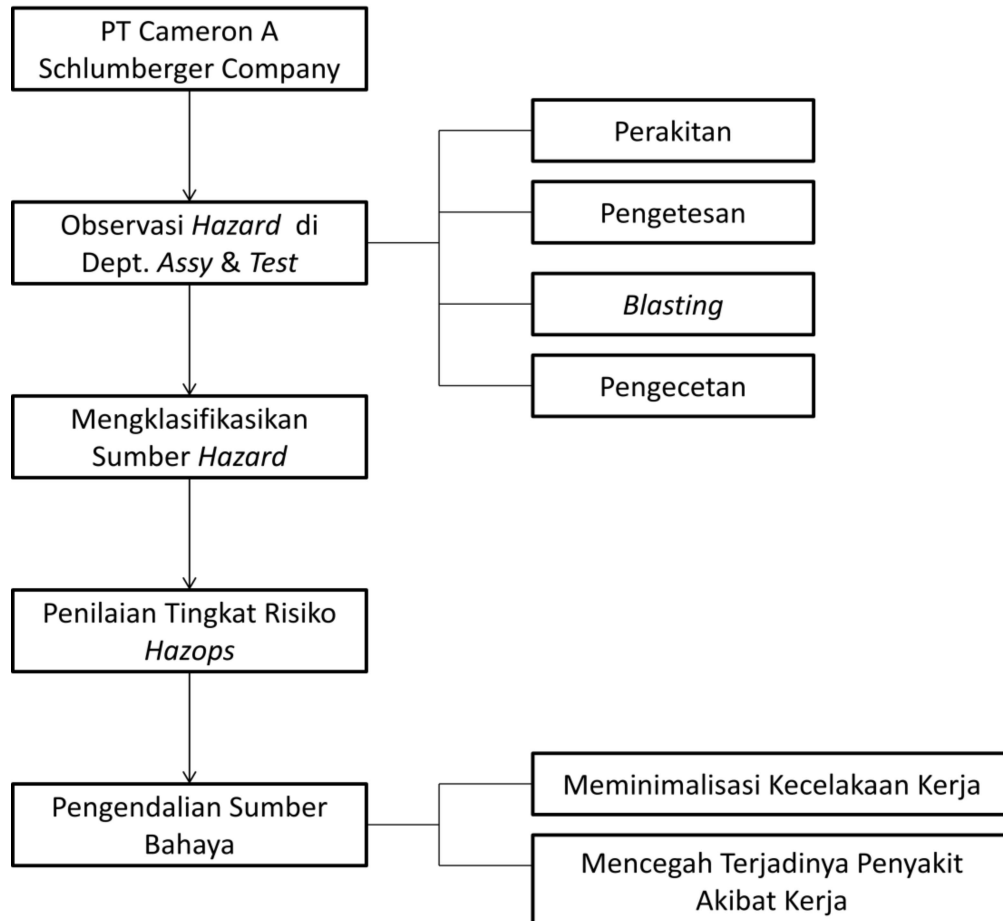 PT Cameron A
Schlumberger Company
Perakitan
Observasi Hazard di
Dept. Assy & Test
Pengetesan
Blasting
Pengecetan
Mengklasifikasikan
Sumber Hazard
Penilaian Tingkat Risiko
Hazops
Pengendalian Sumber
Bahaya
Meminimalisasi Kecelakaan Kerja
Mencegah Terjadinya Penyakit
Akibat Kerja